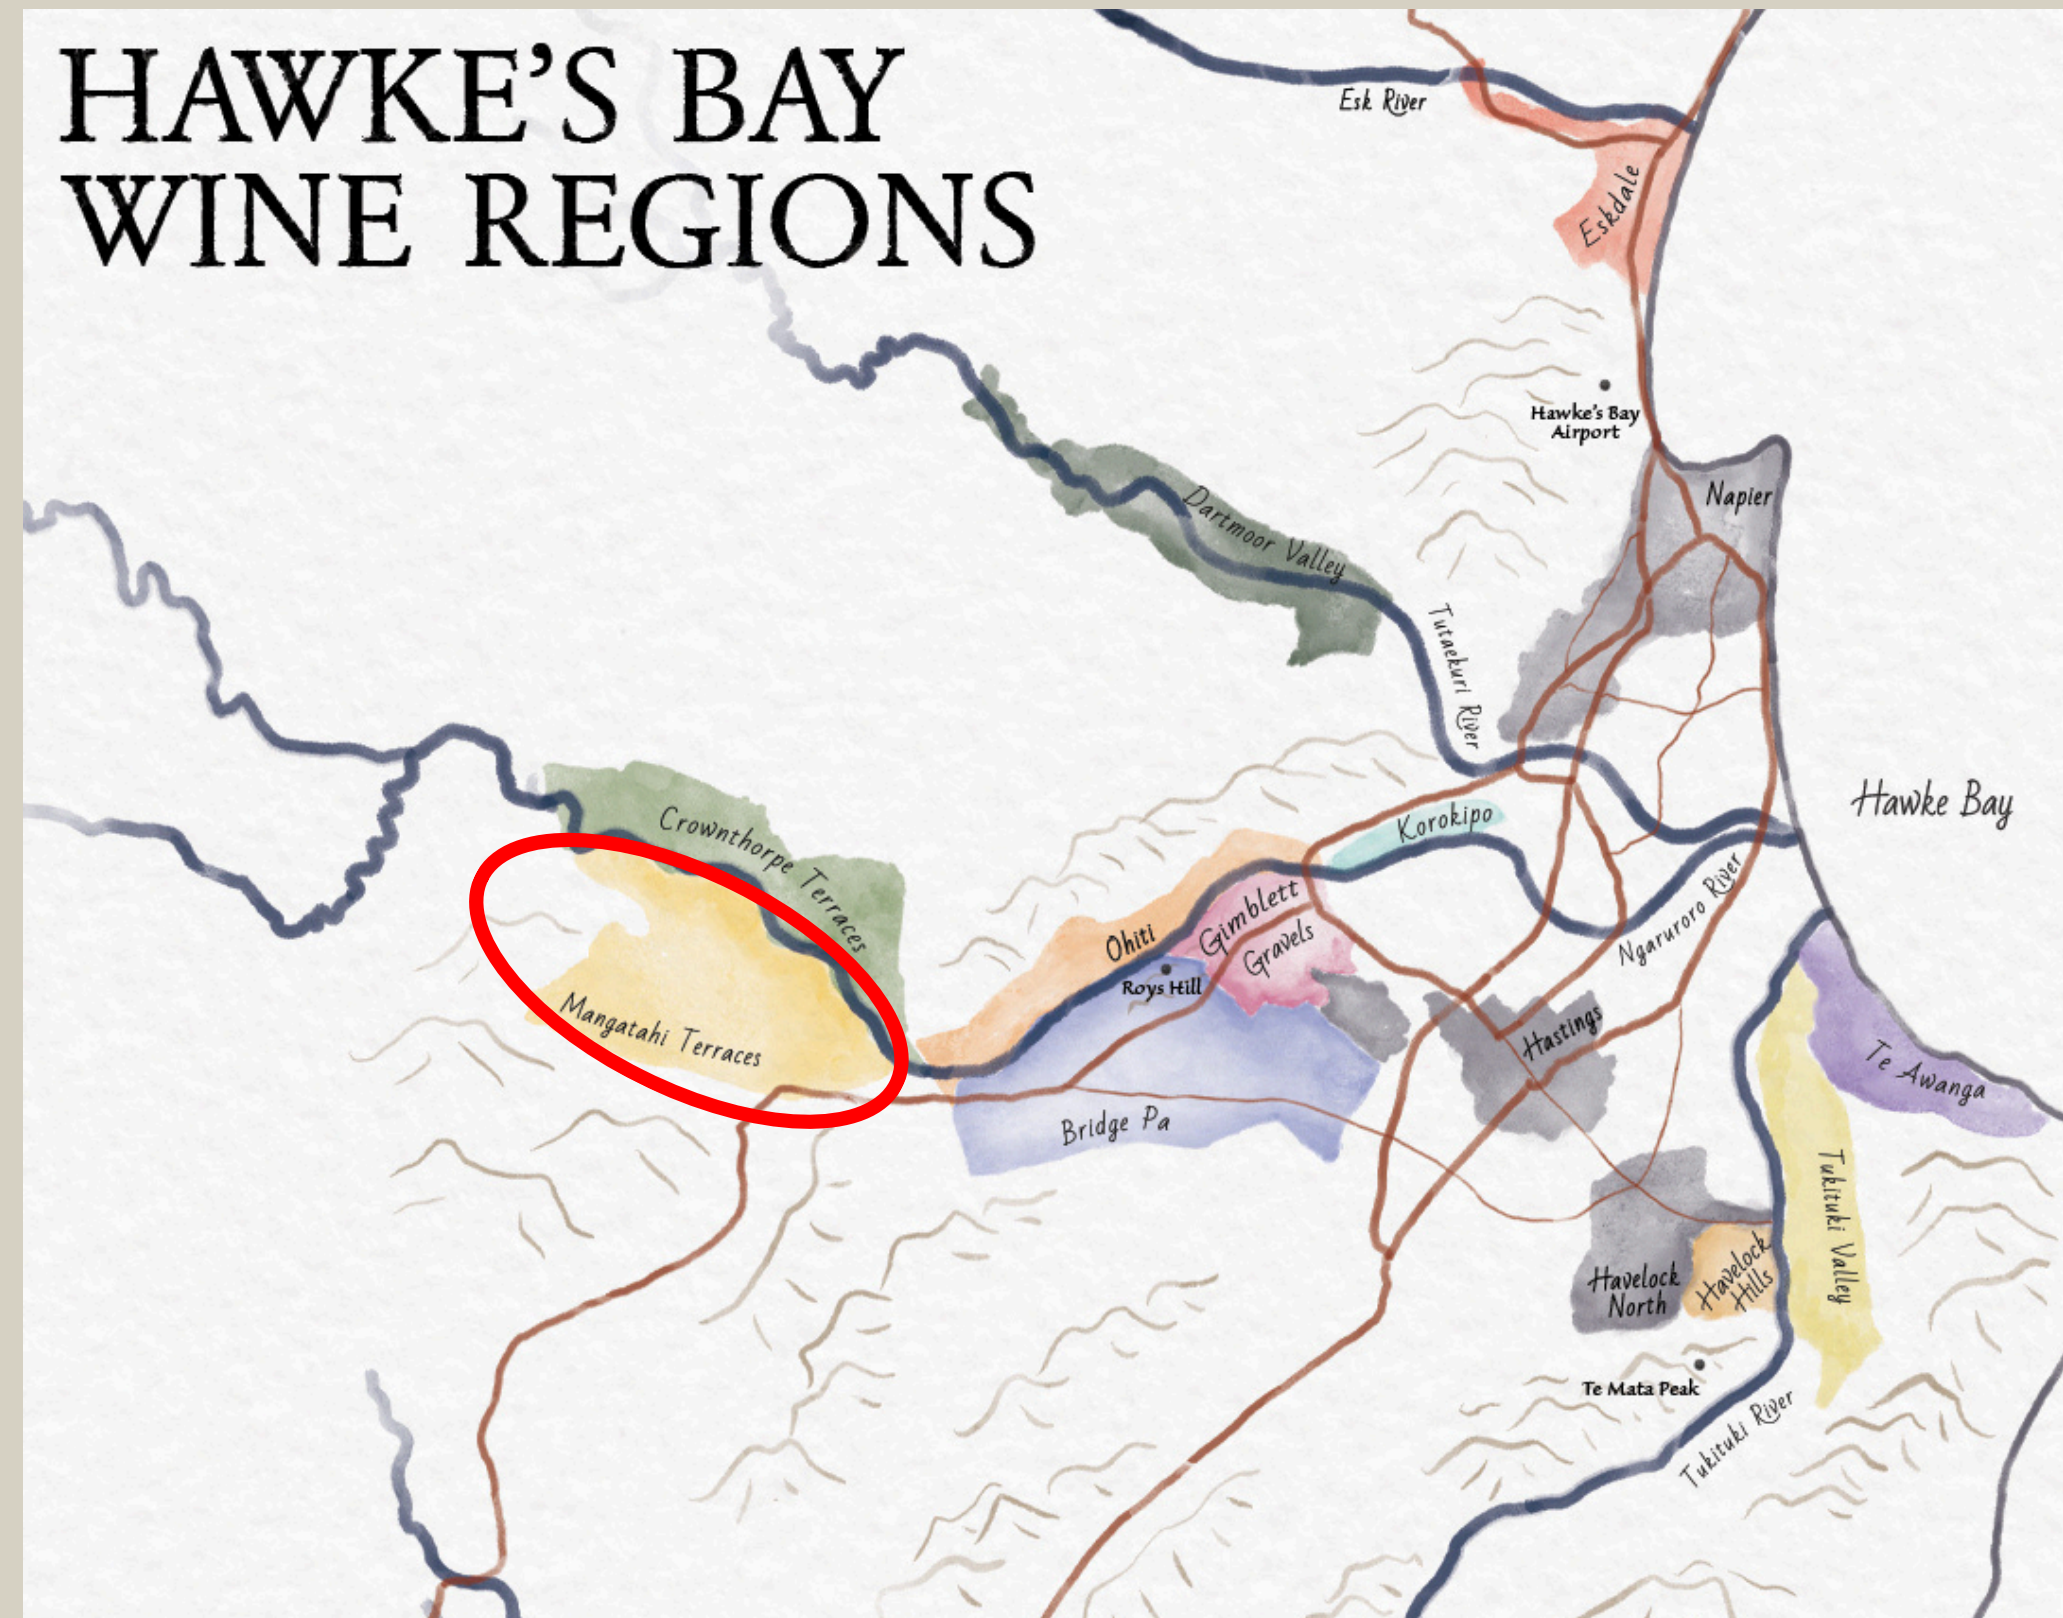 HAWKE'S BAY
WINE REGIONS
Esk River
Eskdale
Hawke's Bay
Airport
Napier
Dartmoor Valley
Tutaekuri River
Hawke Bay
Crownthorpe Terraces
Korokipo
Gimblett
Gravels
Ohiti
Roys Hill
Ngaruroro River
Mangatahi Terraces
Hastings
Te Awanga
Bridge Pa
Tukituki Valley
Havelock
North
Havelock
Hills
Te Mata Peak
Tukituki River